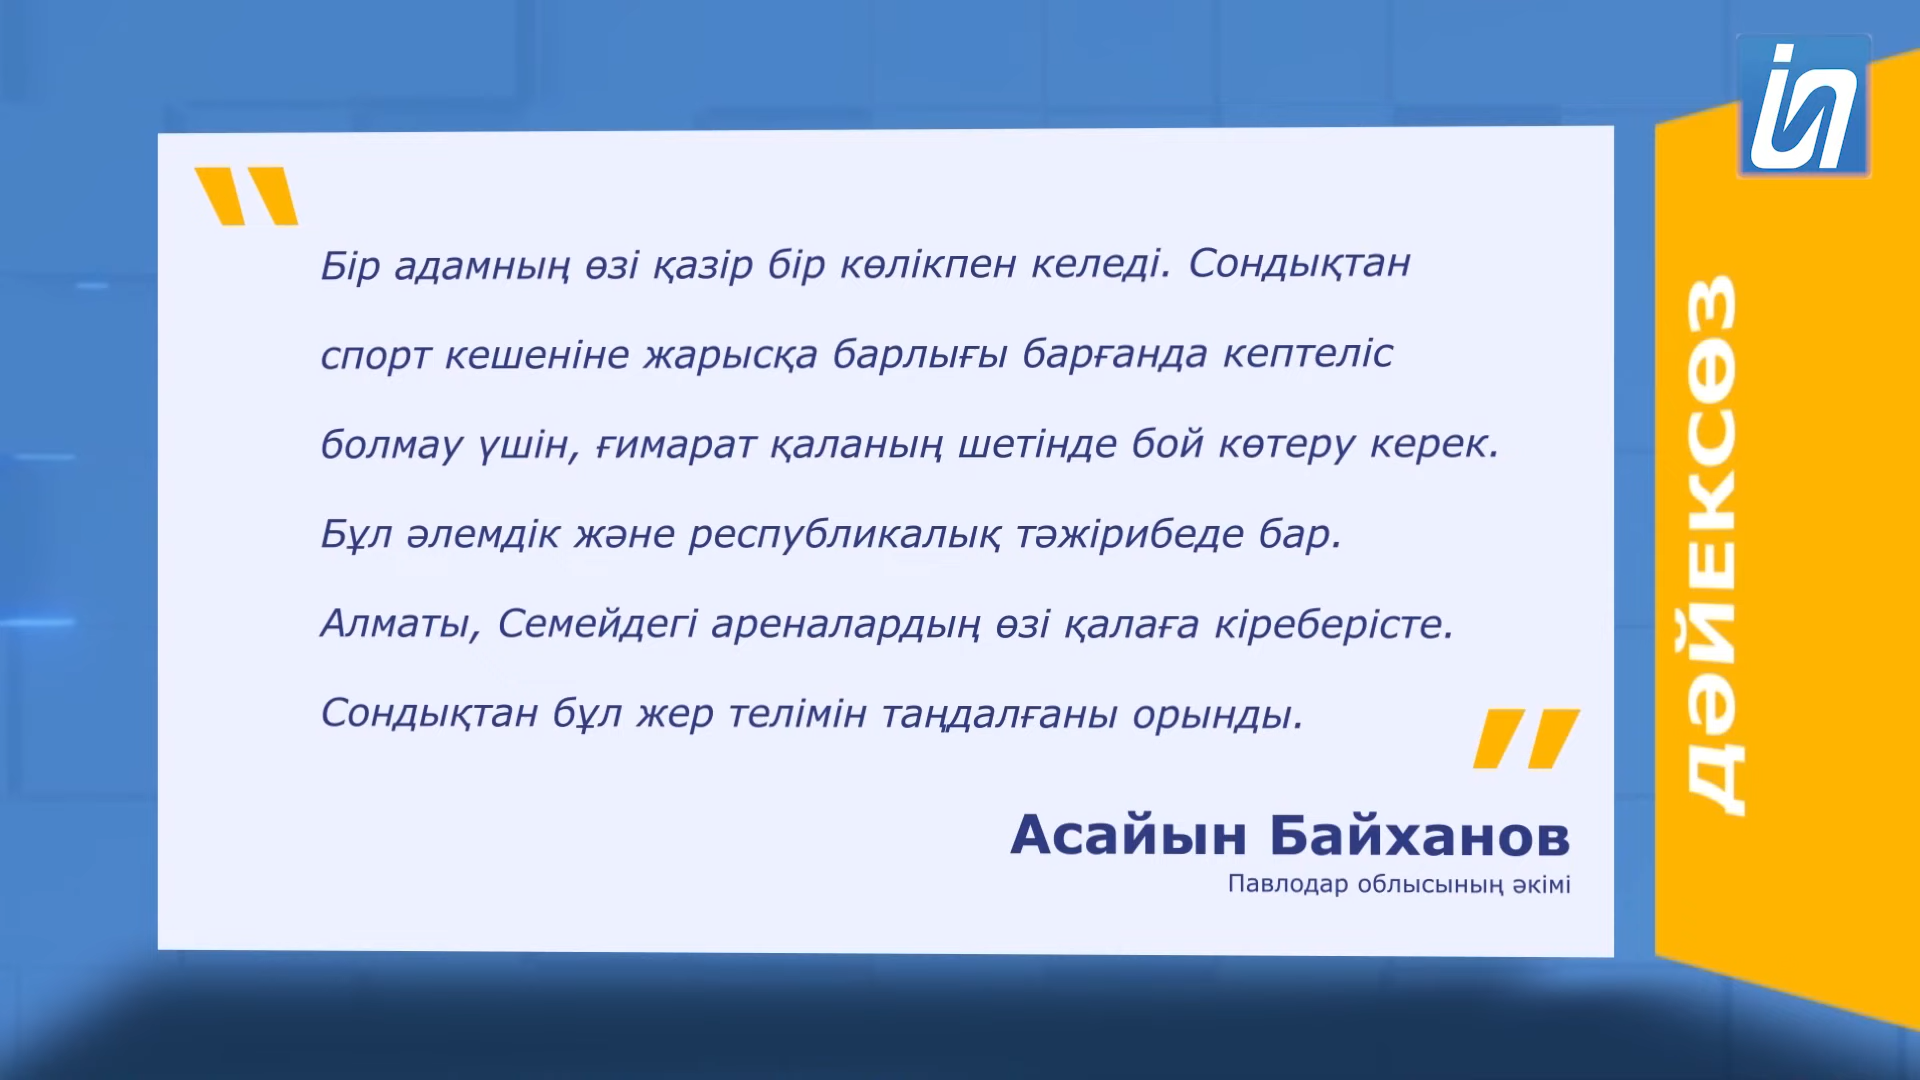 Бір адамның өзі қазір бір көлікпен келеді. Сондықтан
спорт кешеніне жарысқа барлығы барғанда кептеліс
болмау үшін, ғимарат қаланың шетінде бой көтеру керек.
Бұл әлемдік және республикалық тәжірибеде бар.
Алматы, Семейдегі ареналардың өзі қалаға кіреберісте.
Сондықтан бұл жер телімін таңдалғаны орынды.
Асайын Байханов
Павлодар облысының әкімі
ДӘЙЕКСӨЗ